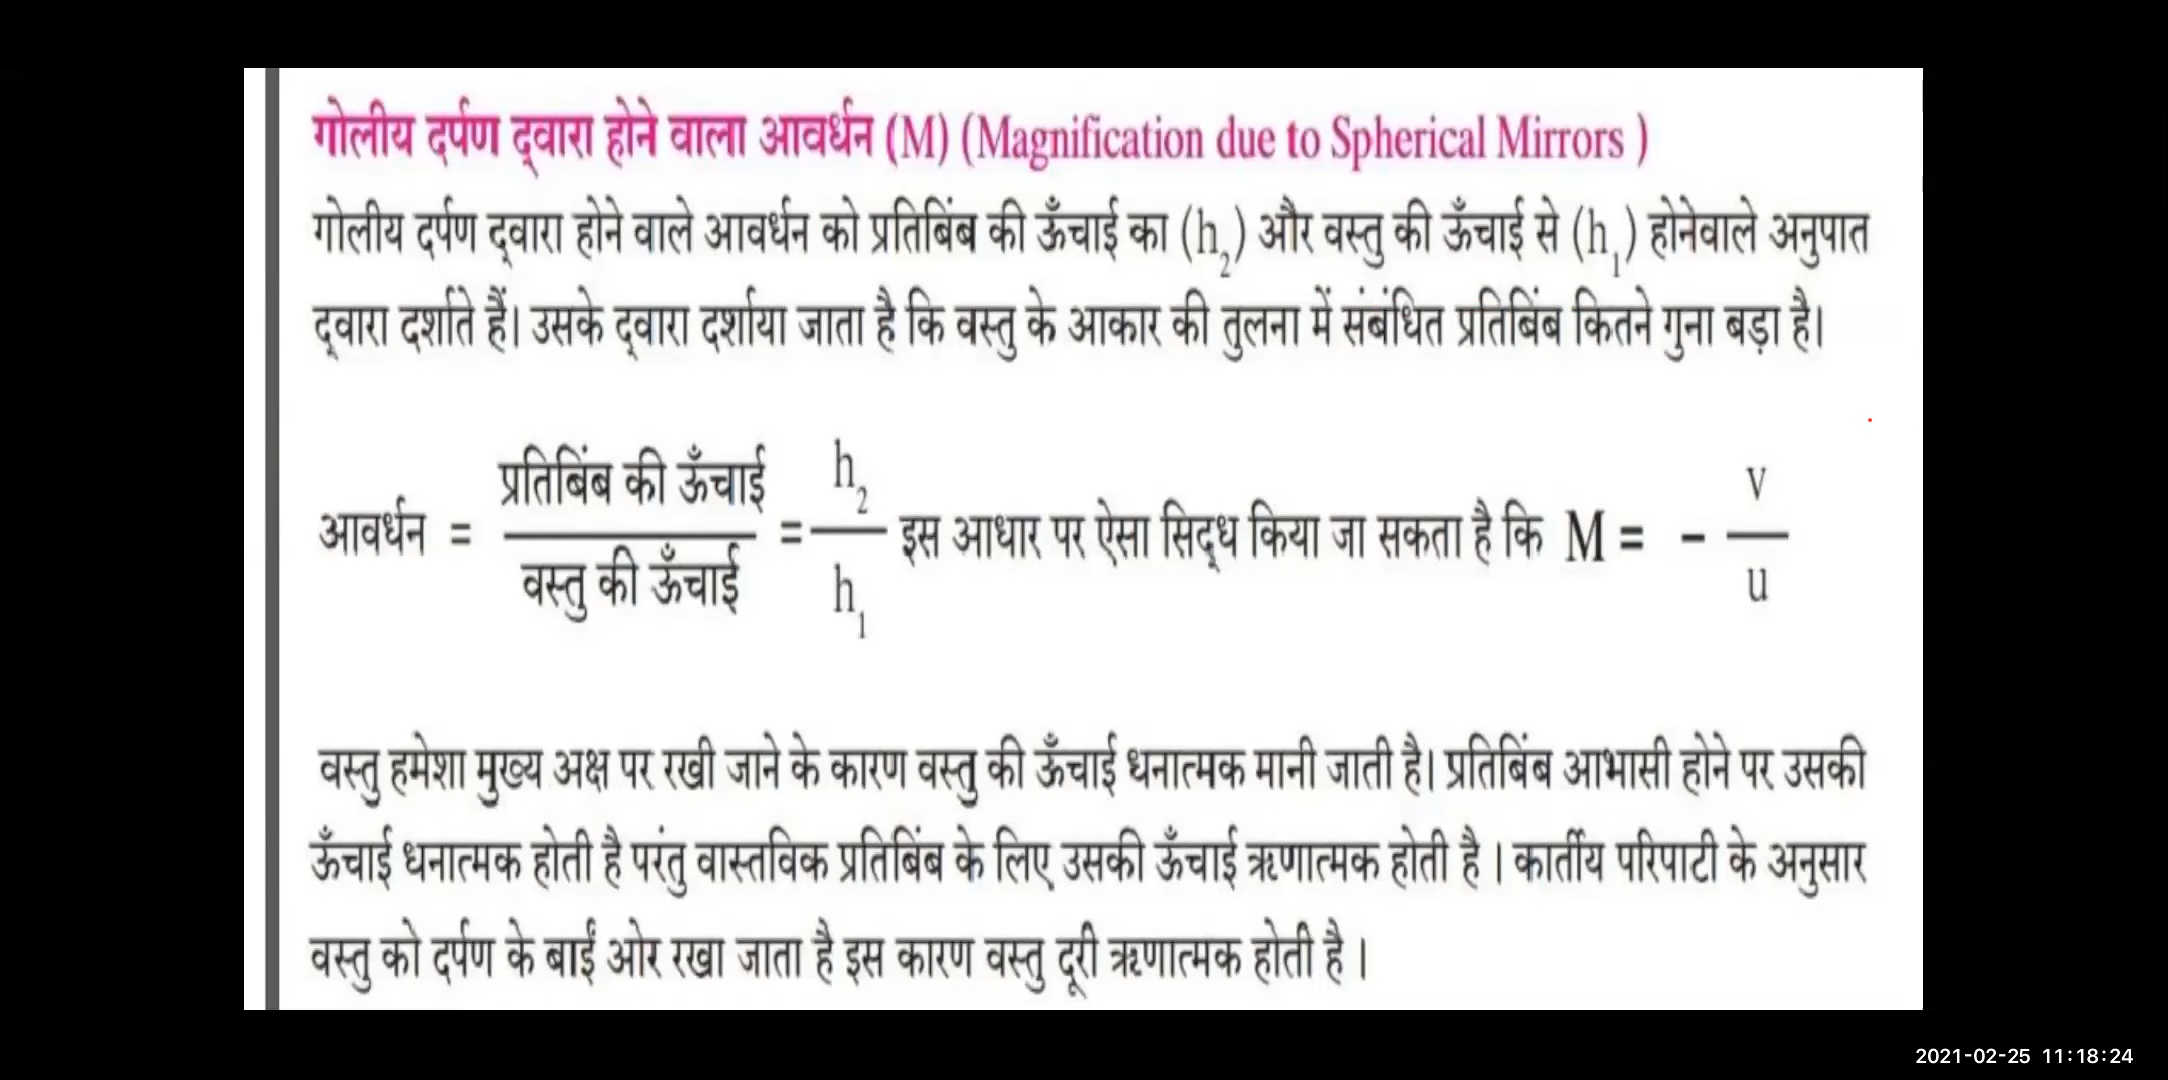 गोलीय दर्पण द्‌वारा होने वाला आवर्धन (M) (Magnification due to Spherical Mirrors )
गोलीय दर्पण द्‌वारा होने वाले आवर्धन को प्रतिबिंब की ऊँचाई का (h₂) और वस्तु की ऊँचाई से (h₁) होनेवाले अनुपात
द्‌वारा दर्शाते हैं। उसके द्‌वारा दर्शाया जाता है कि वस्तु के आकार की तुलना में संबंधित प्रतिबिंब कितने गुना बड़ा है।
आवर्धन = प्रतिबिंब की ऊँचाई / वस्तु की ऊँचाई = h₂ / h₁ इस आधार पर ऐसा सिद्‌ध किया जा सकता है कि M = - v / u
वस्तु हमेशा मुख्य अक्ष पर रखी जाने के कारण वस्तु की ऊँचाई धनात्मक मानी जाती है। प्रतिबिंब आभासी होने पर उसकी
ऊँचाई धनात्मक होती है परंतु वास्तविक प्रतिबिंब के लिए उसकी ऊँचाई ऋणात्मक होती है । कार्तीय परिपाटी के अनुसार
वस्तु को दर्पण के बाईं ओर रखा जाता है इस कारण वस्तु दूरी ऋणात्मक होती है ।
2021-02-25 11:18:24